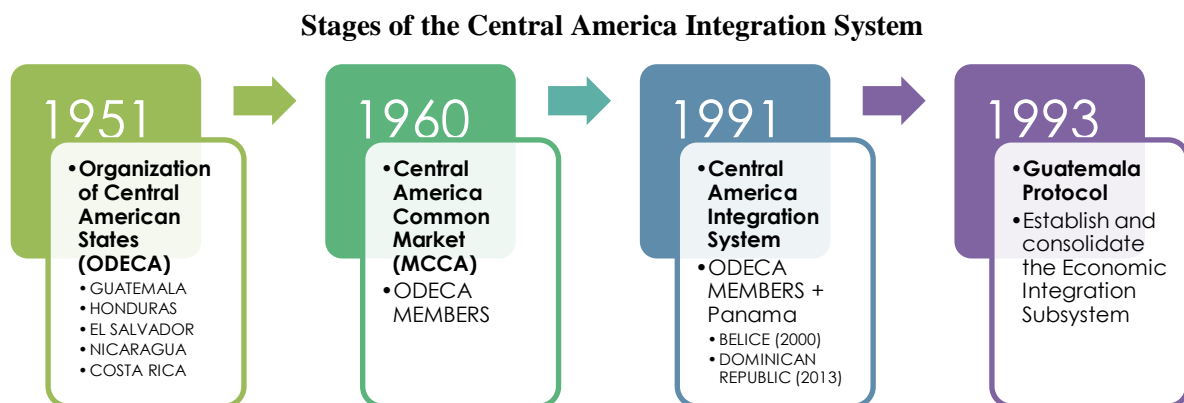 Stages of the Central America Integration System
1951
•Organization
of Central
American
States
(ODECA)
•GUATEMALA
•HONDURAS
•EL SALVADOR
•NICARAGUA
•COSTA RICA
1960
•Central
America
Common
Market
(MCCA)
•ODECA
MEMBERS
1991
•Central
America
Integration
System
•ODECA
MEMBERS +
Panama
•BELICE (2000)
•DOMINICAN
REPUBLIC (2013)
1993
•Guatemala
Protocol
•Establish and
consolidate
the Economic
Integration
Subsystem